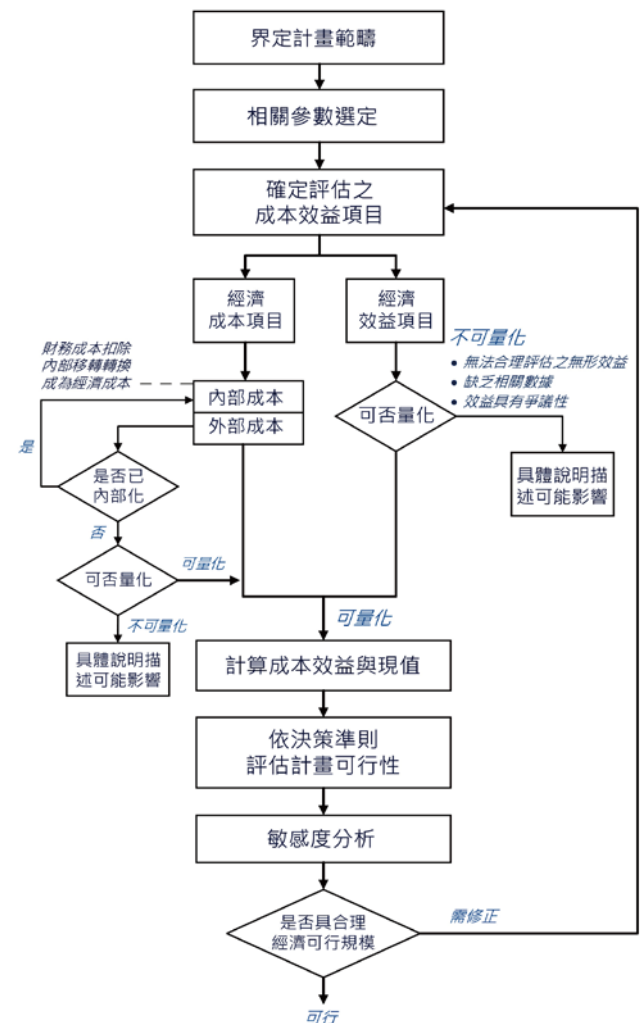 界定計畫範疇
相關參數選定
確定評估之
成本效益項目
經濟
成本項目
經濟
效益項目
不可量化
• 無法合理評估之無形效益
• 缺乏相關數據
• 效益具有爭議性
財務成本扣除
內部移轉轉換
成為經濟成本
內部成本
外部成本
可否量化
是
是否已
內部化
具體說明描
述可能影響
否
可否量化
可量化
不可量化
可量化
具體說明描
述可能影響
計算成本效益與現值
依決策準則
評估計畫可行性
敏感度分析
是否具合理
經濟可行規模
需修正
可行